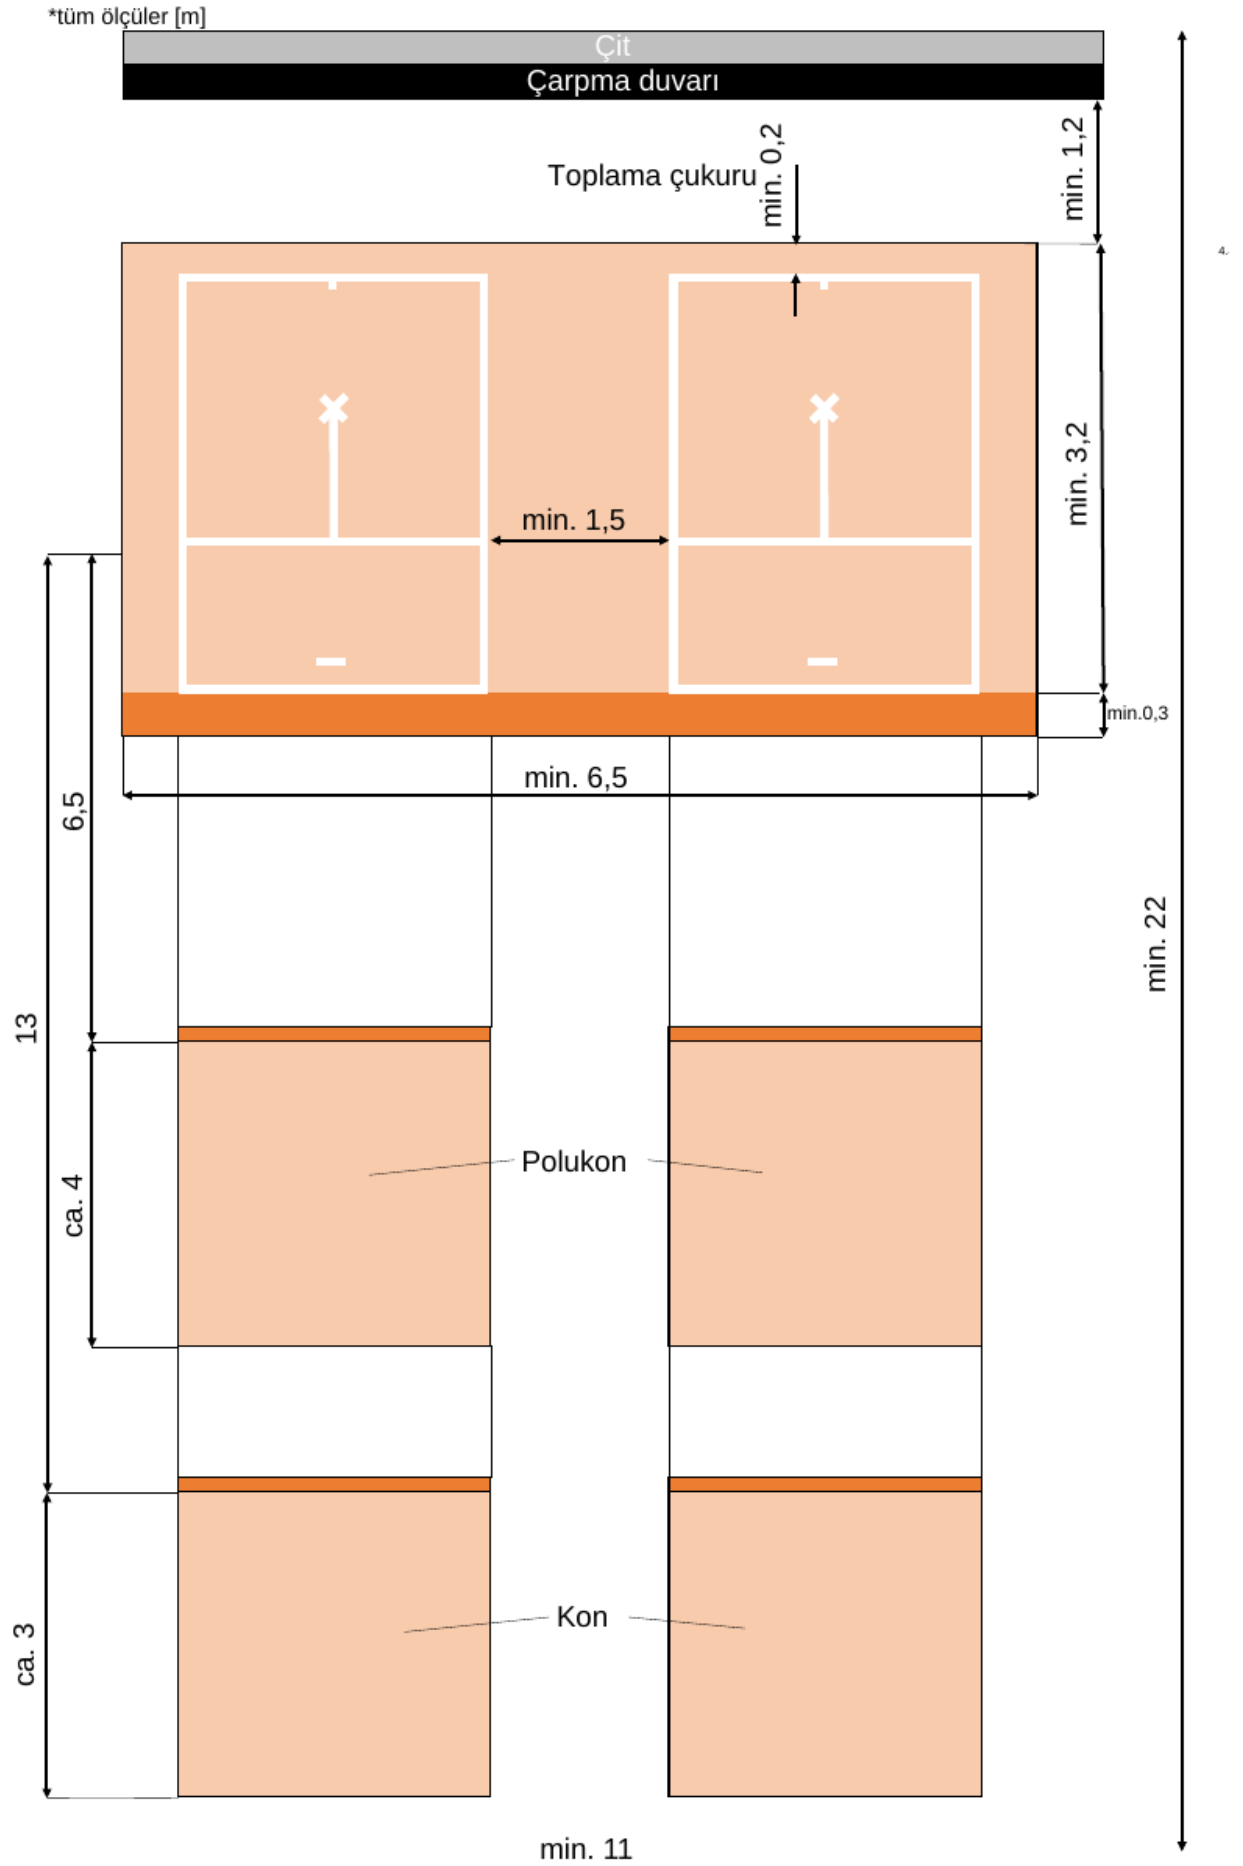 *tüm ölçüler [m]
Çit
Çarpma duvarı
min. 0,2
min. 1,2
Toplama çukuru
4.
min. 3,2
min. 1,5
min.0,3
min. 6,5
6,5
min. 22
13
Polukon
ca. 4
Kon
ca. 3
min. 11